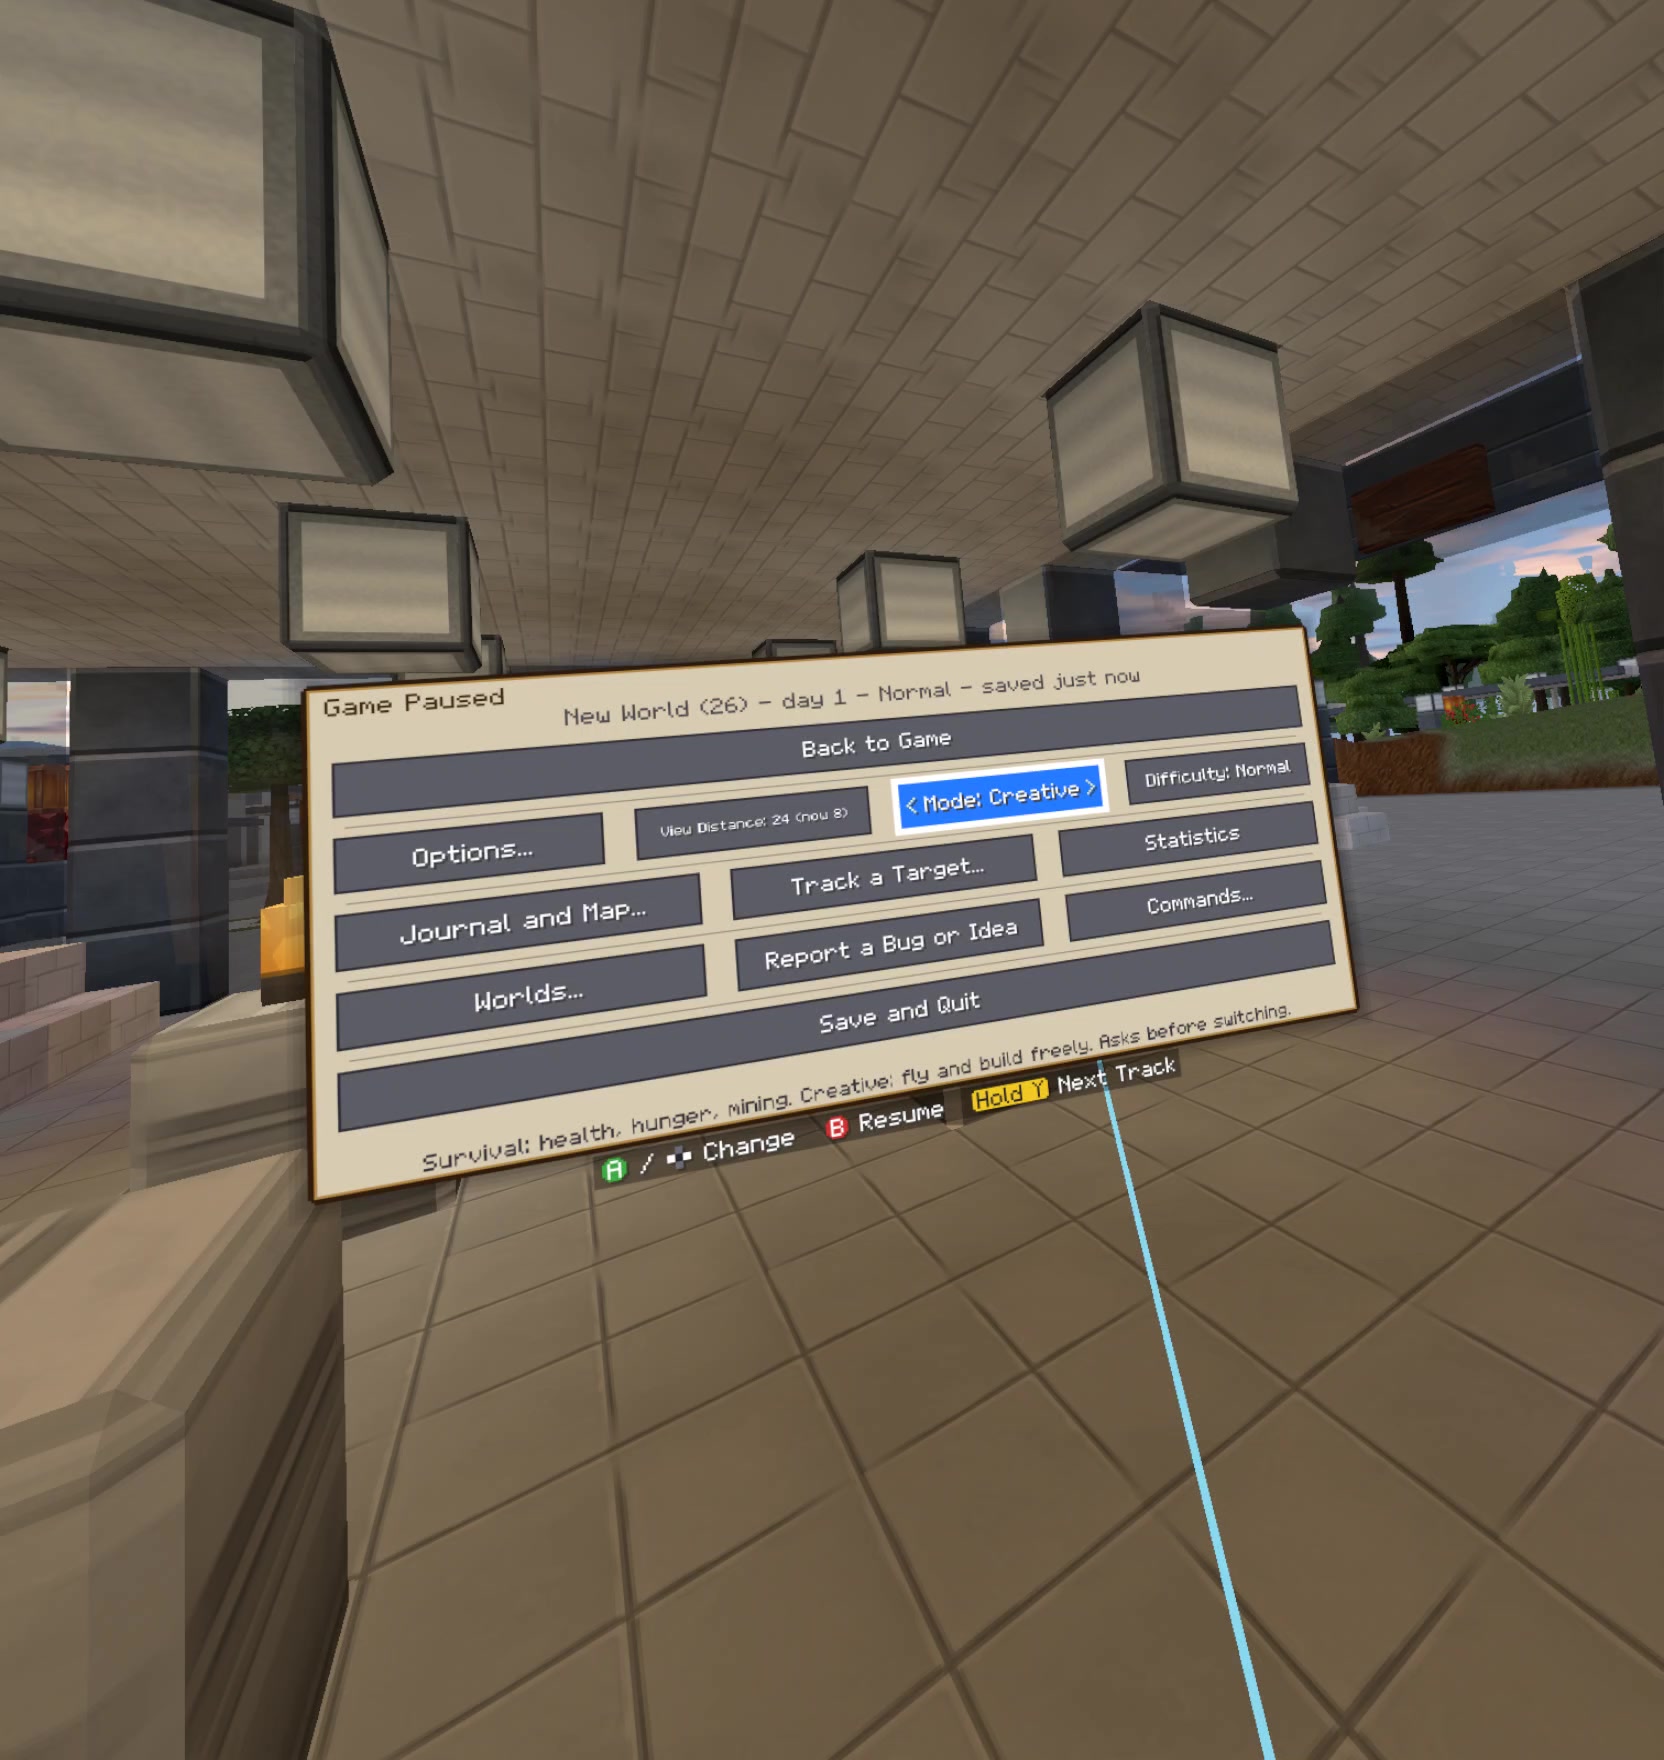 Game Paused
New World (26) – day 1 – Normal – saved just now
Back to Game
Options...
View Distance: 24 (now 8)
< Mode: Creative >
Difficulty: Normal
Journal and Map...
Track a Target...
Statistics
Worlds...
Report a Bug or Idea
Commands...
Save and Quit
Survival: health, hunger, mining. Creative: fly and build freely. Asks before switching.
A / Change B Resume Hold Y Next Track